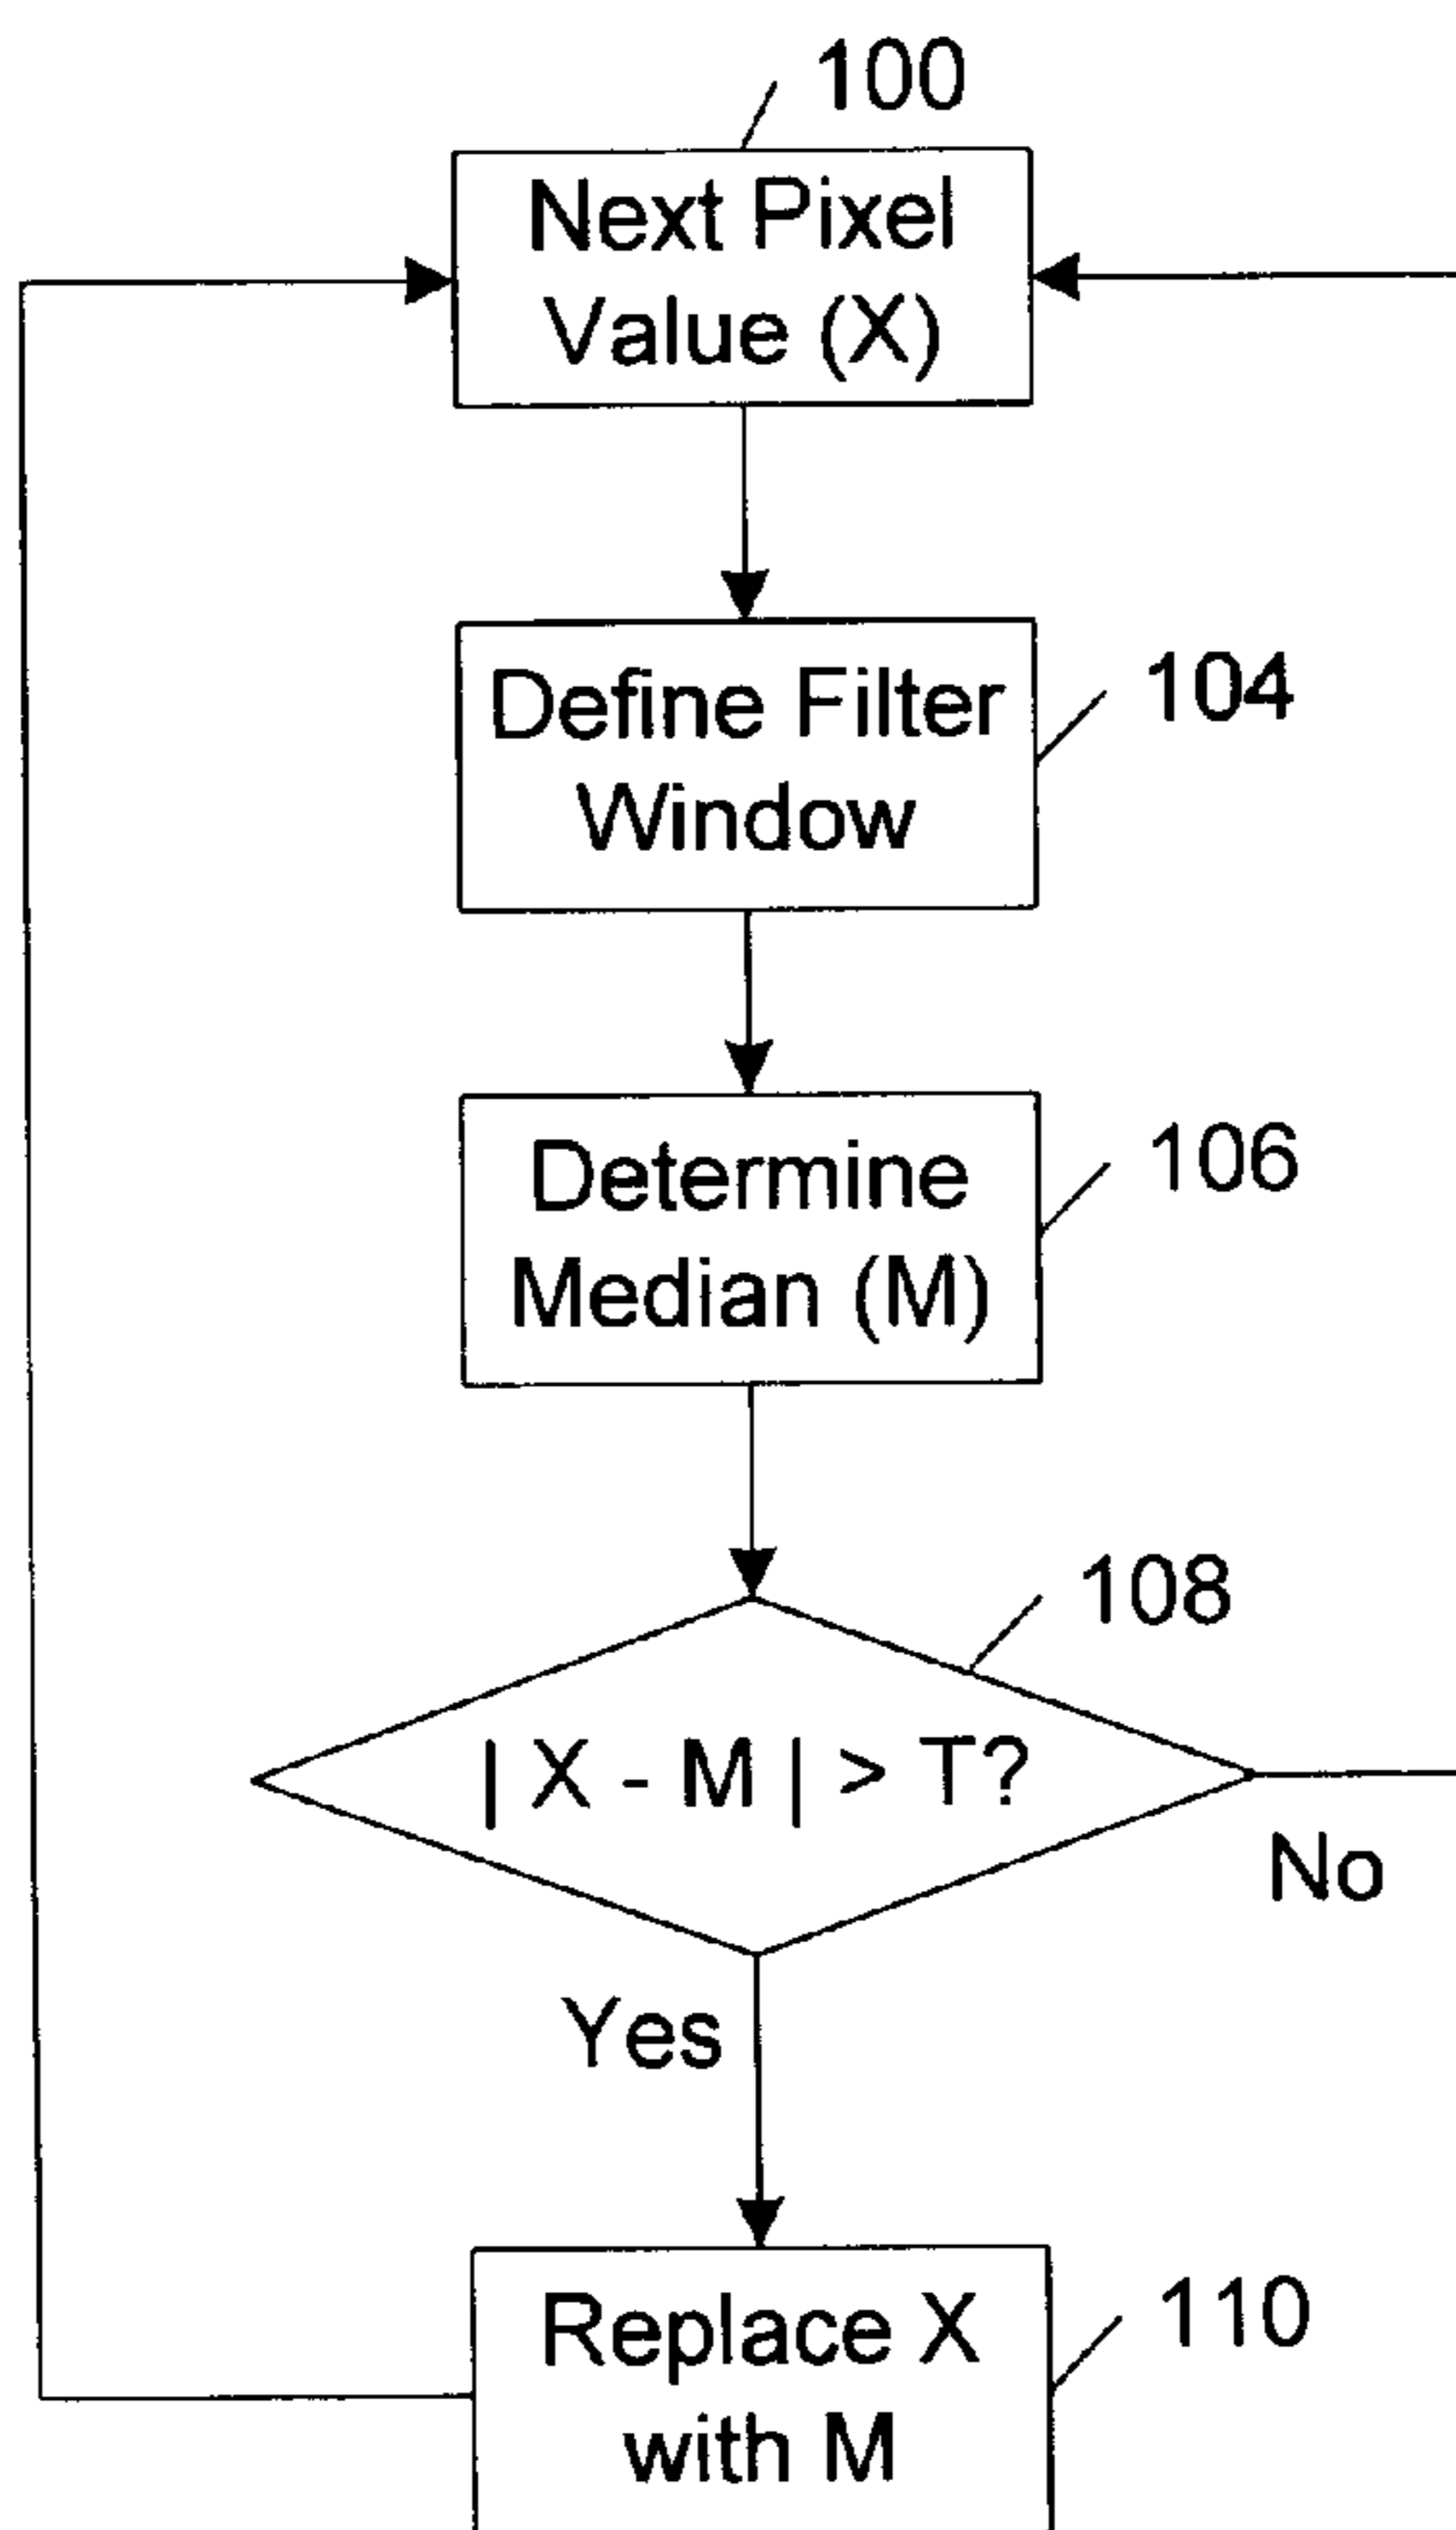 100
Next Pixel
Value (X)
Define Filter
Window
104
Determine
Median (M)
106
108
| X - M | > T?
No
Yes
Replace X
with M
110